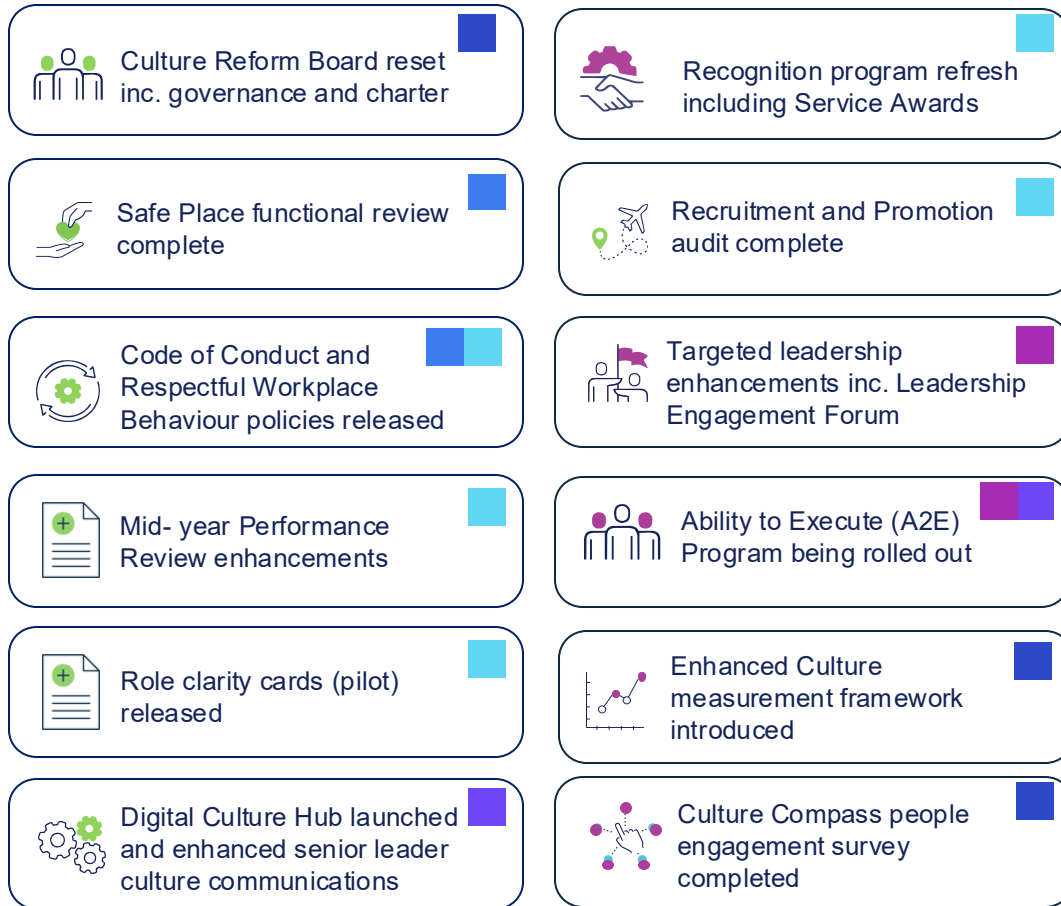 Culture Reform Board reset
inc. governance and charter
Safe Place functional review
complete
Code of Conduct and
Respectful Workplace
Behaviour policies released
Mid- year Performance
Review enhancements
Role clarity cards (pilot)
released
Digital Culture Hub launched
and enhanced senior leader
culture communications
Recognition program refresh
including Service Awards
Recruitment and Promotion
audit complete
Targeted leadership
enhancements inc. Leadership
Engagement Forum
Ability to Execute (A2E)
Program being rolled out
Enhanced Culture
measurement framework
introduced
Culture Compass people
engagement survey
completed